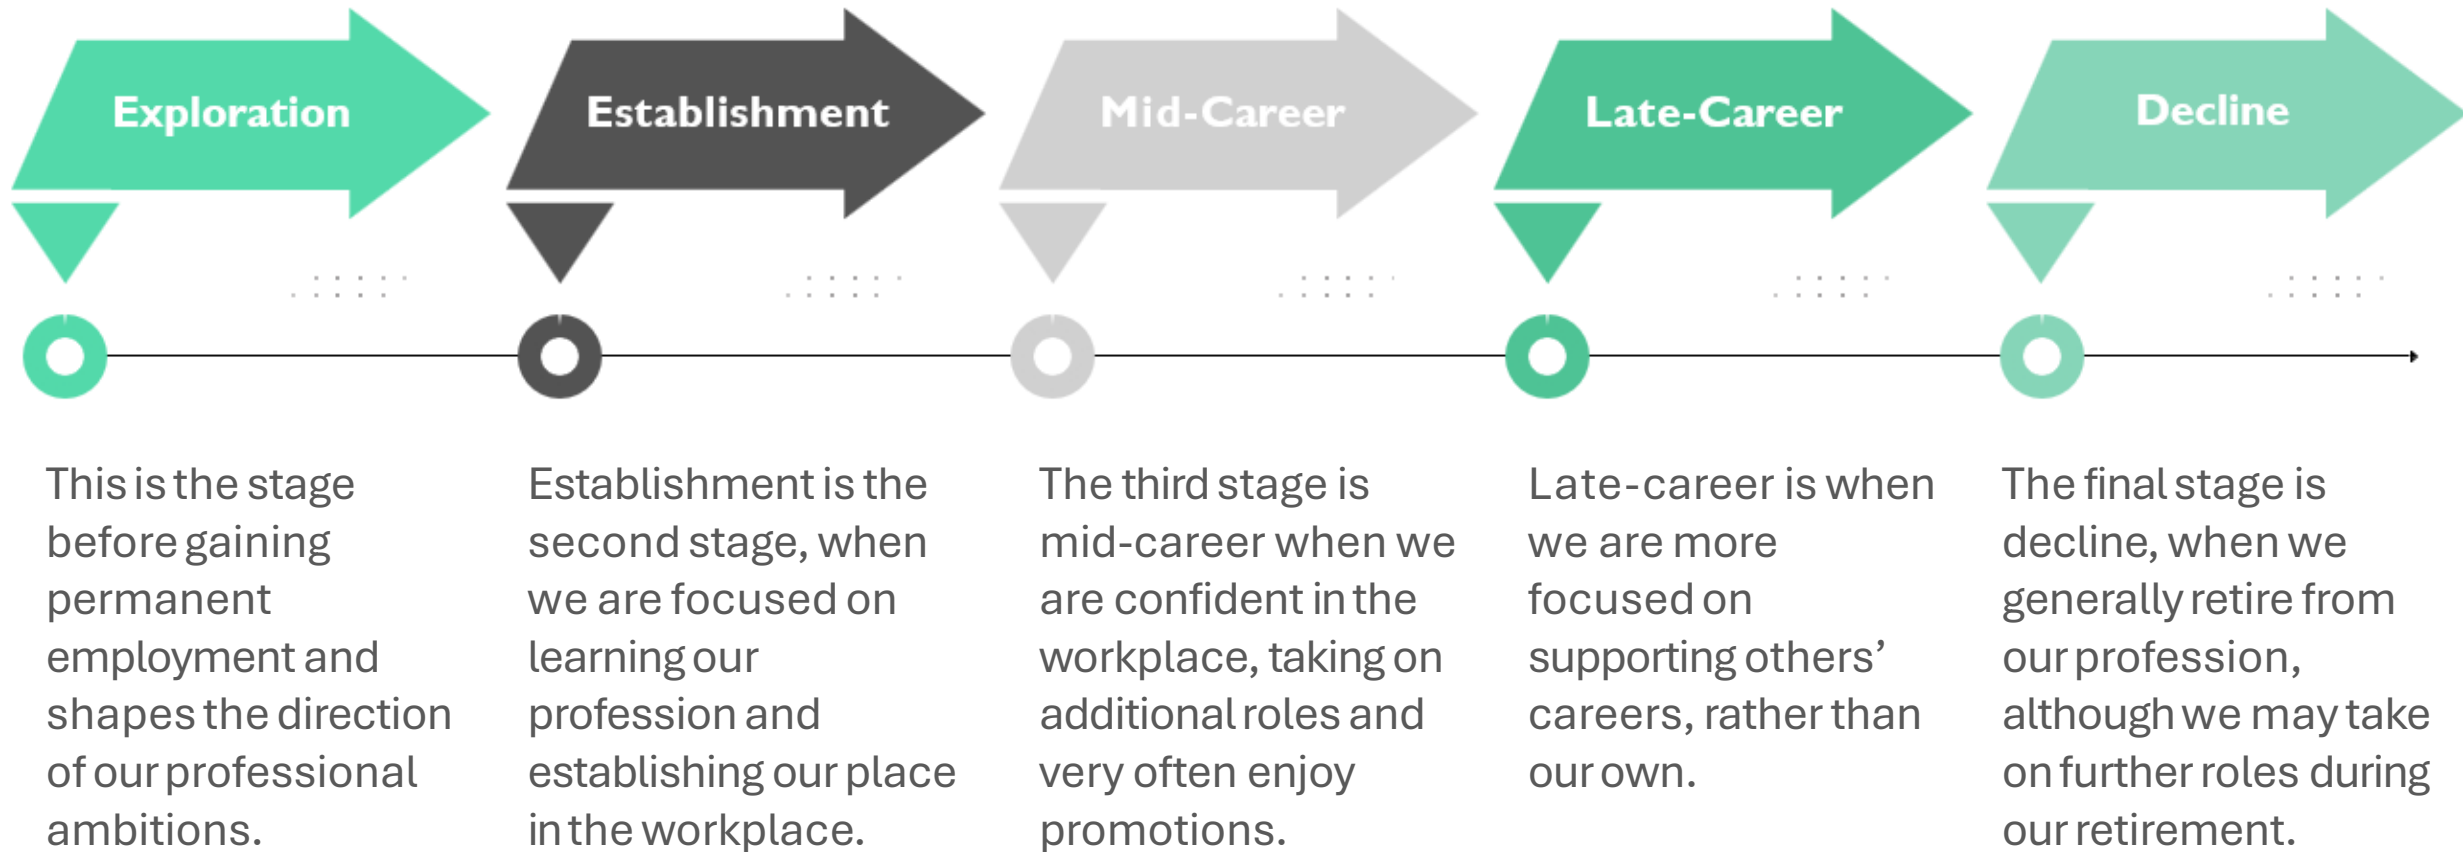 Exploration
Establishment
Mid-Career
Late-Career
Decline
This is the stage
before gaining
permanent
employment and
shapes the direction
of our professional
ambitions.
Establishment is the
second stage, when
we are focused on
learning our
profession and
establishing our place
in the workplace.
The third stage is
mid-career when we
are confident in the
workplace, taking on
additional roles and
very often enjoy
promotions.
Late-career is when
we are more
focused on
supporting others’
careers, rather than
our own.
The final stage is
decline, when we
generally retire from
our profession,
although we may take
on further roles during
our retirement.